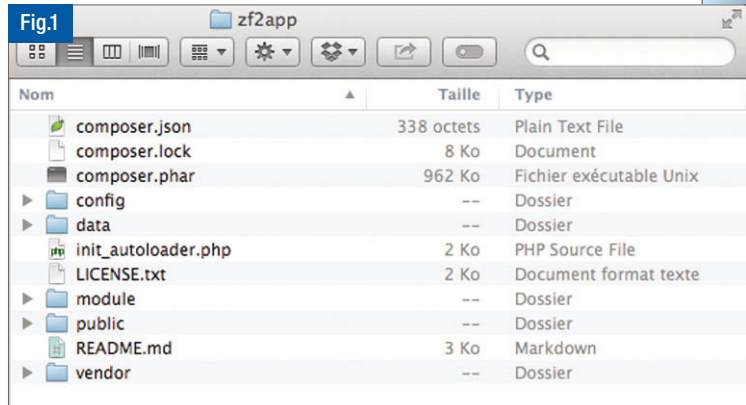 Fig.1
zf2app
Nom Taille Type
composer.json 338 octets Plain Text File
composer.lock 8 Ko Document
composer.phar 962 Ko Fichier exécutable Unix
config -- Dossier
data -- Dossier
php init_autoloader.php 2 Ko PHP Source File
LICENSE.txt 2 Ko Document format texte
module -- Dossier
public -- Dossier
README.md 3 Ko Markdown
vendor -- Dossier